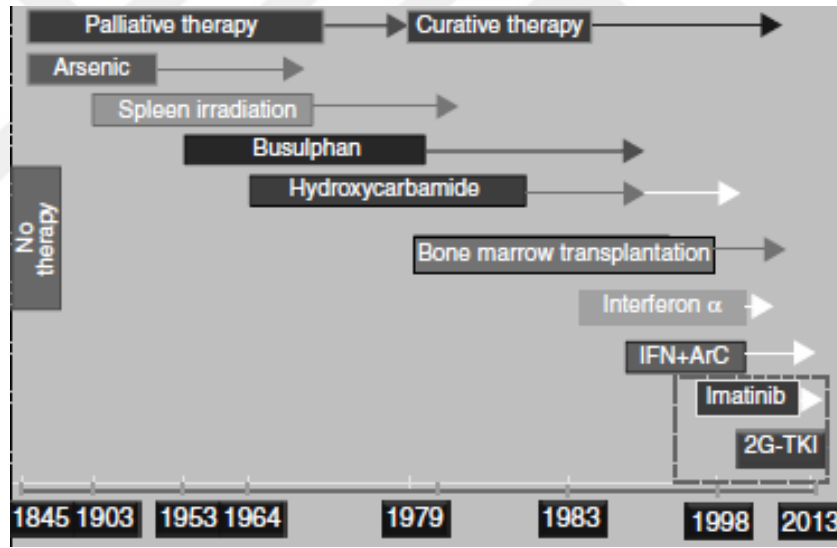 Palliative therapy Curative therapy
Arsenic
Spleen irradiation
Busulphan
Hydroxycarbamide
No
therapy
Bone marrow transplantation
Interferon α
IFN+ArC
Imatinib
2G-TKI
1845 1903 1953 1964 1979 1983 1998 2013